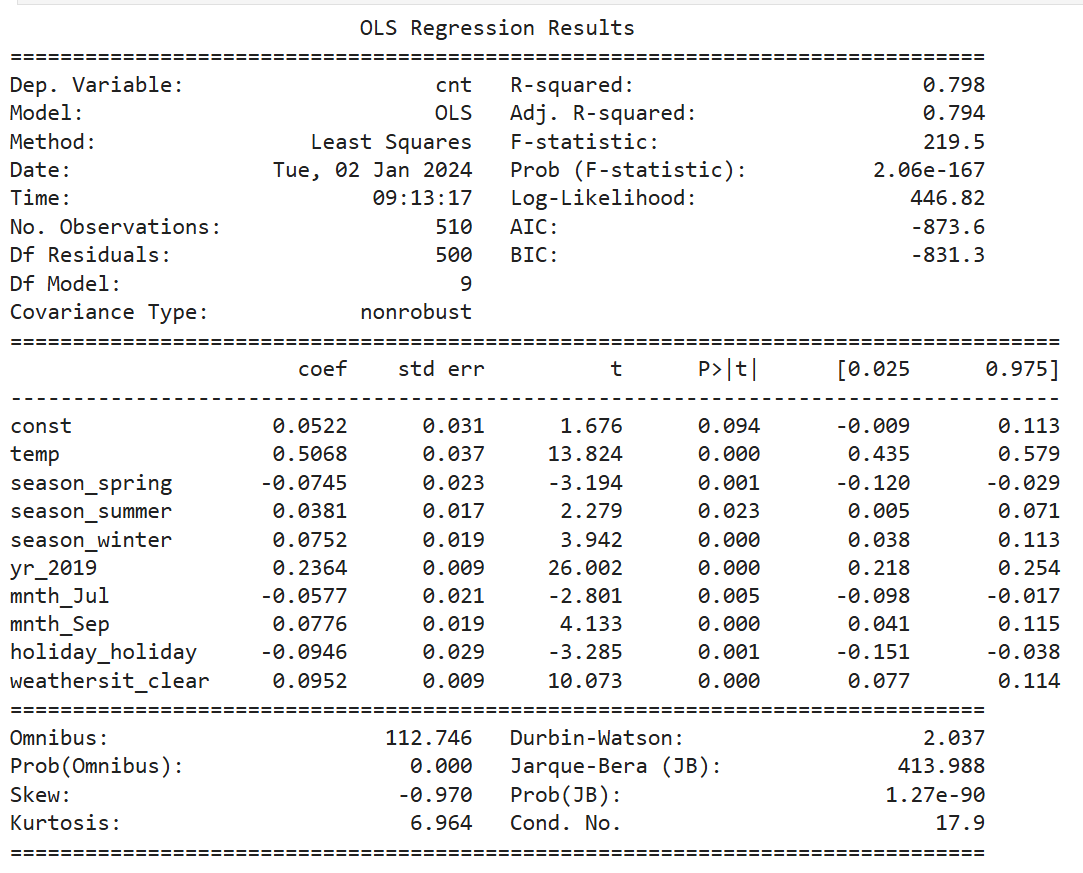 OLS Regression Results
==============================================================================
Dep. Variable:                    cnt   R-squared:                       0.798
Model:                            OLS   Adj. R-squared:                  0.794
Method:                 Least Squares   F-statistic:                     219.5
Date:                Tue, 02 Jan 2024   Prob (F-statistic):          2.06e-167
Time:                        09:13:17   Log-Likelihood:                 446.82
No. Observations:                 510   AIC:                            -873.6
Df Residuals:                     500   BIC:                            -831.3
Df Model:                           9
Covariance Type:            nonrobust
====================================================================================
                       coef    std err          t      P>|t|      [0.025      0.975]
------------------------------------------------------------------------------------
const                0.0522      0.031      1.676      0.094      -0.009       0.113
temp                 0.5068      0.037     13.824      0.000       0.435       0.579
season_spring       -0.0745      0.023     -3.194      0.001      -0.120      -0.029
season_summer        0.0381      0.017      2.279      0.023       0.005       0.071
season_winter        0.0752      0.019      3.942      0.000       0.038       0.113
yr_2019              0.2364      0.009     26.002      0.000       0.218       0.254
mnth_Jul            -0.0577      0.021     -2.801      0.005      -0.098      -0.017
mnth_Sep             0.0776      0.019      4.133      0.000       0.041       0.115
holiday_holiday     -0.0946      0.029     -3.285      0.001      -0.151      -0.038
weathersit_clear     0.0952      0.009     10.073      0.000       0.077       0.114
==============================================================================
Omnibus:                      112.746   Durbin-Watson:                   2.037
Prob(Omnibus):                  0.000   Jarque-Bera (JB):              413.988
Skew:                          -0.970   Prob(JB):                     1.27e-90
Kurtosis:                       6.964   Cond. No.                         17.9
==============================================================================